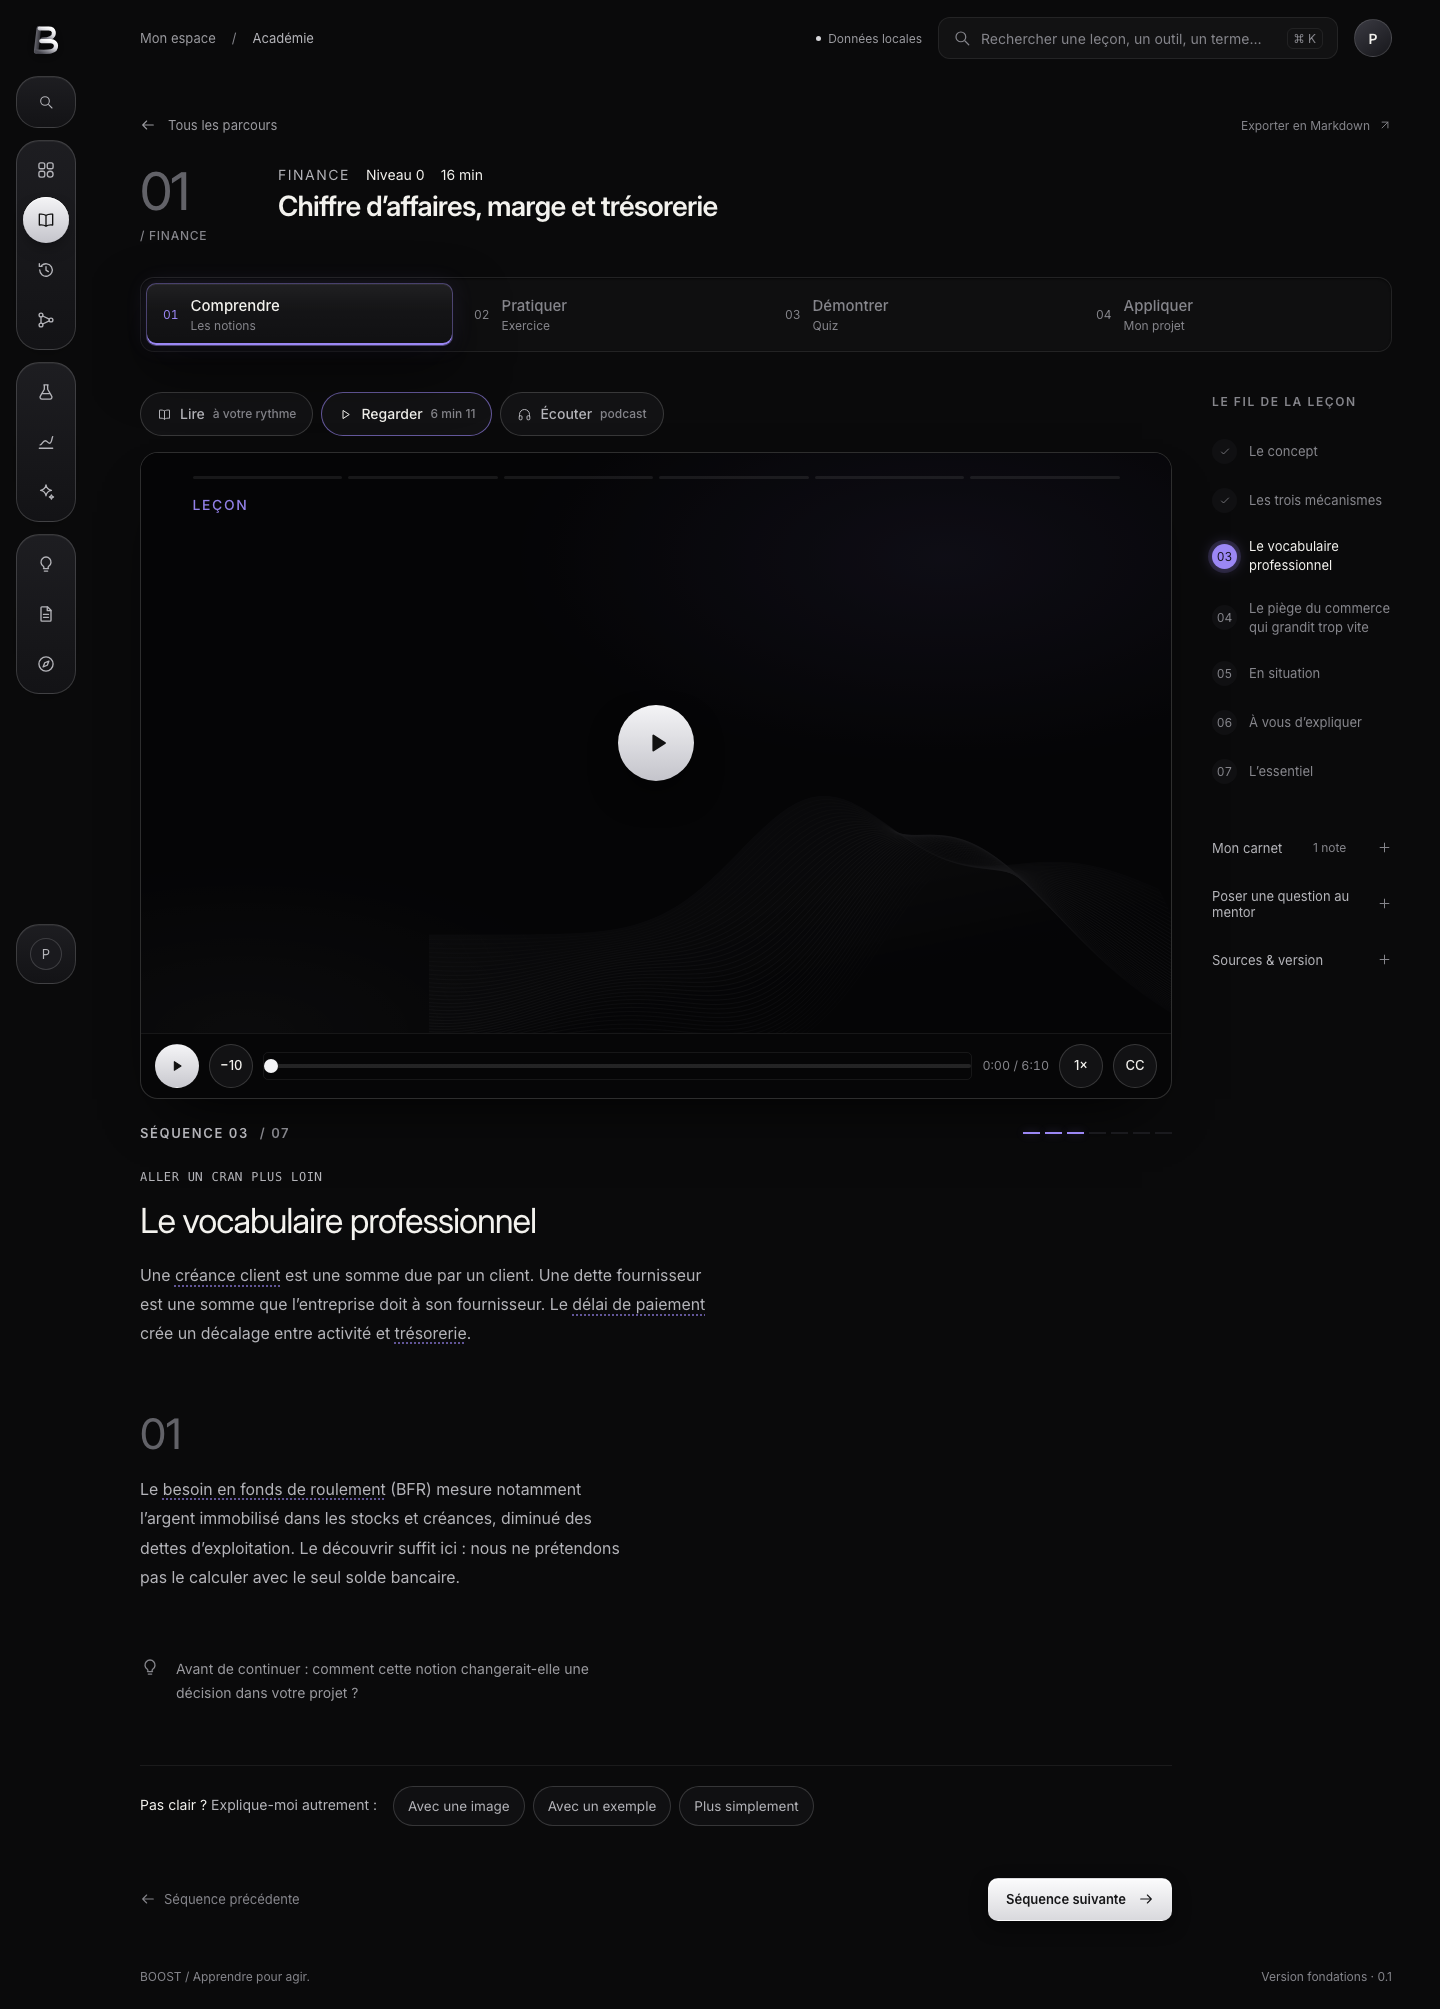 B
Mon espace / Académie
Données locales
Rechercher une leçon, un outil, un terme...
⌘ K
P
Tous les parcours
Exporter en Markdown
01
/ FINANCE
FINANCE Niveau 0 16 min
Chiffre d’affaires, marge et trésorerie
01 Comprendre
Les notions
02 Pratiquer
Exercice
03 Démontrer
Quiz
04 Appliquer
Mon projet
Lire à votre rythme
Regarder 6 min 11
Écouter podcast
LEÇON
−10
0:00 / 6:10
1×
CC
LE FIL DE LA LEÇON
Le concept
Les trois mécanismes
03 Le vocabulaire
professionnel
04 Le piège du commerce
qui grandit trop vite
05 En situation
06 À vous d’expliquer
07 L’essentiel
Mon carnet 1 note +
Poser une question au
mentor +
Sources & version +
P
SÉQUENCE 03 / 07
ALLER UN CRAN PLUS LOIN
Le vocabulaire professionnel
Une créance client est une somme due par un client. Une dette fournisseur
est une somme que l’entreprise doit à son fournisseur. Le délai de paiement
crée un décalage entre activité et trésorerie.
01
Le besoin en fonds de roulement (BFR) mesure notamment
l’argent immobilisé dans les stocks et créances, diminué des
dettes d’exploitation. Le découvrir suffit ici : nous ne prétendons
pas le calculer avec le seul solde bancaire.
Avant de continuer : comment cette notion changerait-elle une
décision dans votre projet ?
Pas clair ? Explique-moi autrement :
Avec une image
Avec un exemple
Plus simplement
Séquence précédente
Séquence suivante
BOOST / Apprendre pour agir.
Version fondations · 0.1